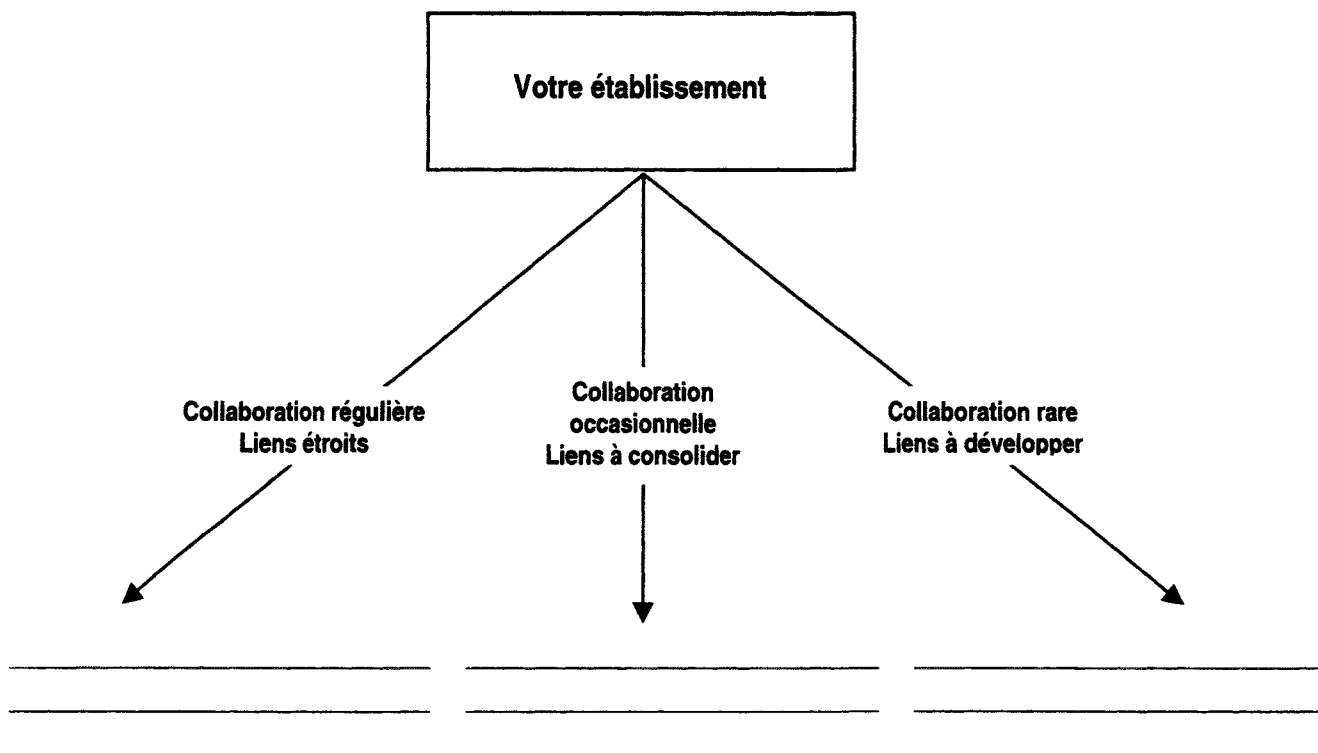 Votre établissement
Collaboration régulière
Liens étroits
Collaboration
occasionnelle
Liens à consolider
Collaboration rare
Liens à développer